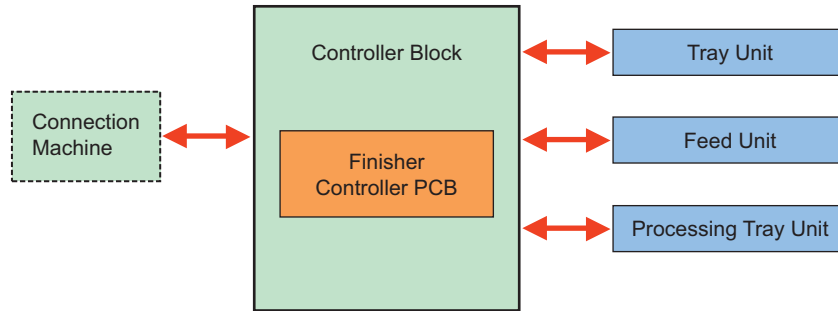 Controller Block
Tray Unit
Connection
Machine
Feed Unit
Finisher
Controller PCB
Processing Tray Unit